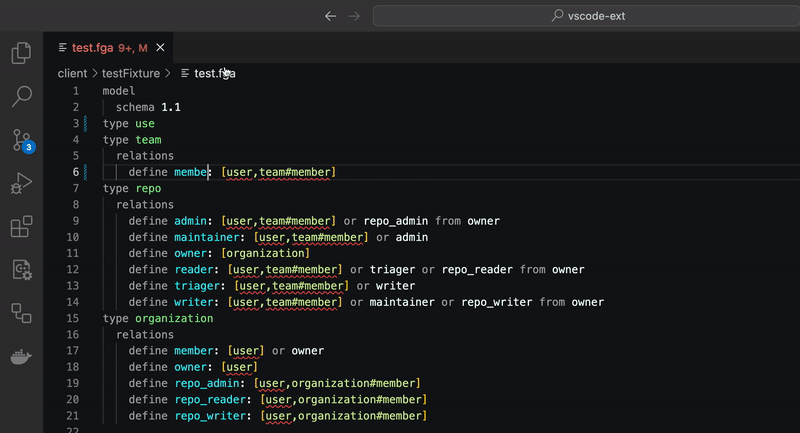 vscode-ext
test.fga 9+, M
client > testFixture > test.fga
1 model
2 schema 1.1
3 type use
4 type team
5 relations
6 define membe: [user,team#member]
7 type repo
8 relations
9 define admin: [user,team#member] or repo_admin from owner
10 define maintainer: [user,team#member] or admin
11 define owner: [organization]
12 define reader: [user,team#member] or triager or repo_reader from owner
13 define triager: [user,team#member] or writer
14 define writer: [user,team#member] or maintainer or repo_writer from owner
15 type organization
16 relations
17 define member: [user] or owner
18 define owner: [user]
19 define repo_admin: [user,organization#member]
20 define repo_reader: [user,organization#member]
21 define repo_writer: [user,organization#member]
22
3